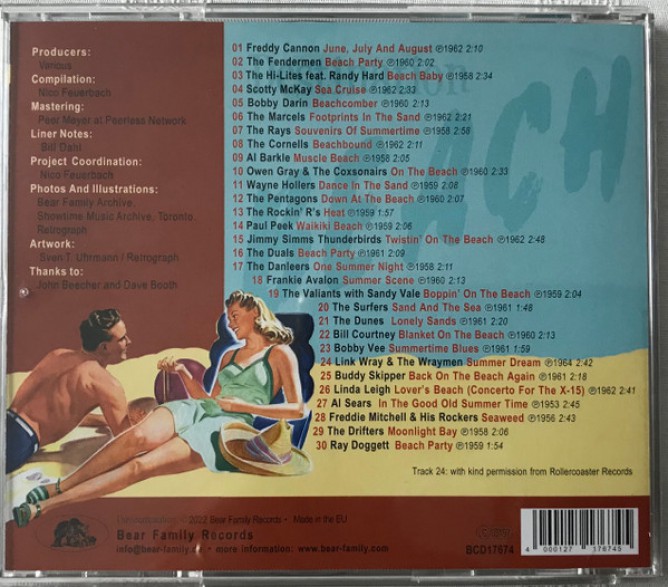 Producers:
Various
Compilation:
Nico Feuerbach
Mastering:
Peer Meyer at Peerless Network
Liner Notes:
Bill Dahl
Project Coordination:
Nico Feuerbach
Photos And Illustrations:
Bear Family Archive,
Showtime Music Archive, Toronto,
Retrograph
Artwork:
Sven T. Uhrmann / Retrograph
Thanks to:
John Beecher and Dave Booth
on
ACH
01 Freddy Cannon June, July And August ℗1962 2:10
02 The Fendermen Beach Party ℗1960 2:02
03 The Hi-Lites feat. Randy Hard Beach Baby ℗1958 2:34
04 Scotty McKay Sea Cruise ℗1962 2:33
05 Bobby Darin Beachcomber ℗1960 2:13
06 The Marcels Footprints In The Sand ℗1962 2:21
07 The Rays Souvenirs Of Summertime ℗1958 2:58
08 The Cornells Beachbound ℗1962 2:11
09 Al Barkle Muscle Beach ℗1958 2:05
10 Owen Gray & The Coxsonairs On The Beach ℗1960 2:33
11 Wayne Hollers Dance In The Sand ℗1959 2:08
12 The Pentagons Down At The Beach ℗1960 2:07
13 The Rockin' R's Heat ℗1959 1:57
14 Paul Peek Waikiki Beach ℗1959 2:06
15 Jimmy Simms Thunderbirds Twistin' On The Beach ℗1962 2:48
16 The Duals Beach Party ℗1961 2:09
17 The Danleers One Summer Night ℗1958 2:11
18 Frankie Avalon Summer Scene ℗1960 2:13
19 The Valiants with Sandy Vale Boppin' On The Beach ℗1959 2:04
20 The Surfers Sand And The Sea ℗1961 1:48
21 The Dunes Lonely Sands ℗1961 2:20
22 Bill Courtney Blanket On The Beach ℗1960 2:13
23 Bobby Vee Summertime Blues ℗1961 1:59
24 Link Wray & The Wraymen Summer Dream ℗1964 2:42
25 Buddy Skipper Back On The Beach Again ℗1961 2:18
26 Linda Leigh Lover's Beach (Concerto For The X-15) ℗1962 2:41
27 Al Sears In The Good Old Summer Time ℗1953 2:45
28 Freddie Mitchell & His Rockers Seaweed ℗1956 2:43
29 The Drifters Moonlight Bay ℗1958 2:06
30 Ray Doggett Beach Party ℗1959 1:54
Track 24: with kind permission from Rollercoaster Records
© 2022 Bear Family Records • Made in the EU
Bear Family Records
info@bear-family.de • more information: www.bear-family.com
BCD17674
4 000127 176745